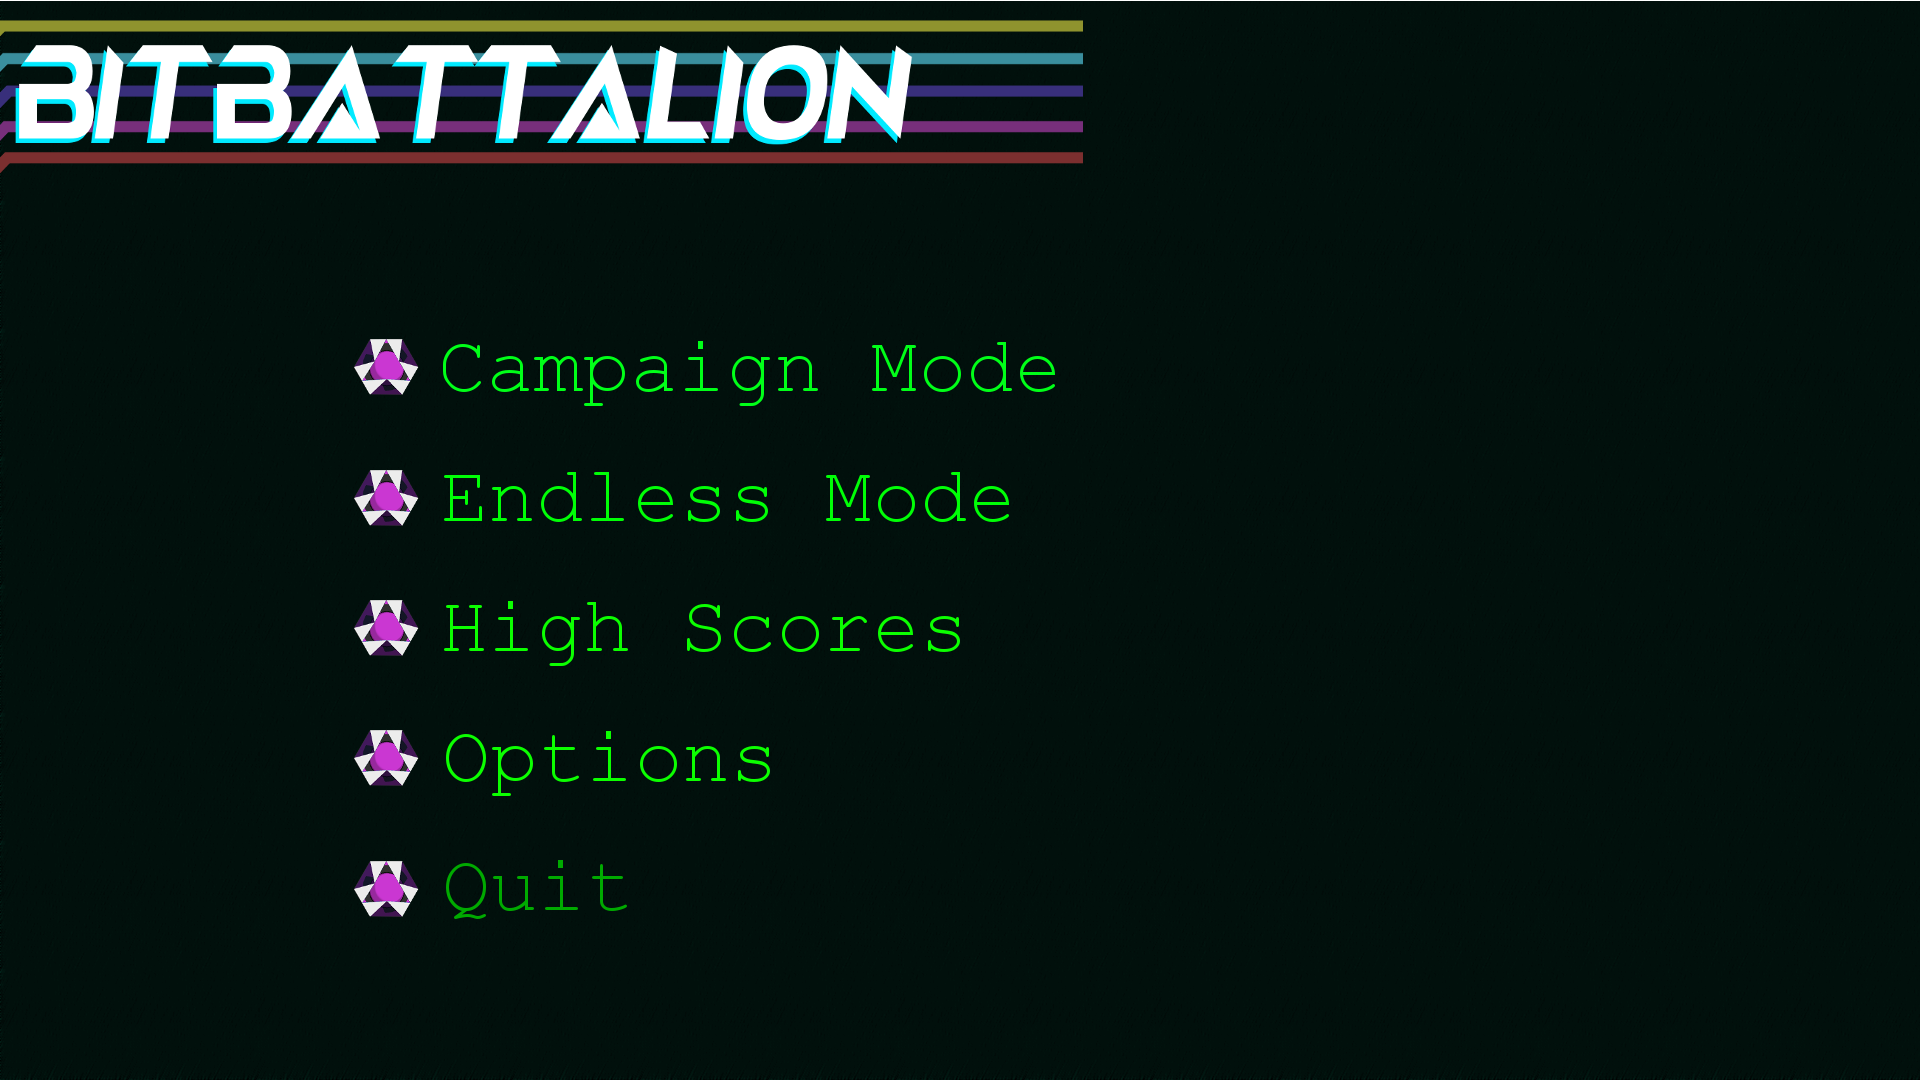 BITBATTALION
Campaign Mode
Endless Mode
High Scores
Options
Quit